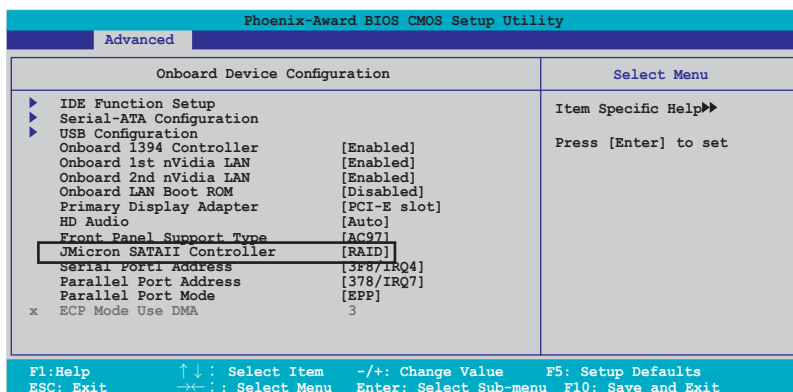 Phoenix-Award BIOS CMOS Setup Utility
Advanced
Onboard Device Configuration
Select Menu
IDE Function Setup
Serial-ATA Configuration
USB Configuration
Onboard 1394 Controller [Enabled]
Onboard 1st nVidia LAN [Enabled]
Onboard 2nd nVidia LAN [Enabled]
Onboard LAN Boot ROM [Disabled]
Primary Display Adapter [PCI-E slot]
HD Audio [Auto]
Front Panel Support Type [AC97]
JMicron SATAII Controller [RAID]
Serial Port1 Address [3F8/IRQ4]
Parallel Port Address [378/IRQ7]
Parallel Port Mode [EPP]
x ECP Mode Use DMA 3
Item Specific Help▶▶
Press [Enter] to set
F1:Help ↑↓: Select Item -/+: Change Value F5: Setup Defaults
ESC: Exit →←: : Select Menu Enter: Select Sub-menu F10: Save and Exit